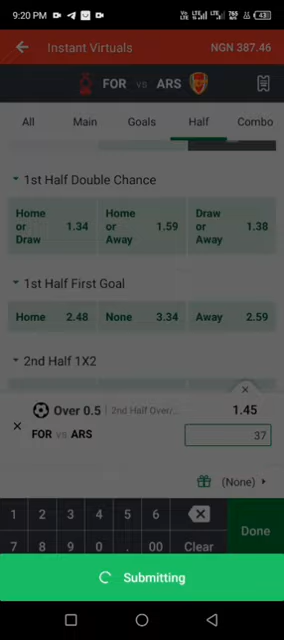 9:20 PM
Instant Virtuals
NGN 387.46
FOR vs ARS
All Main Goals Half Combo
1st Half Double Chance
Home or Draw 1.34
Home or Away 1.59
Draw or Away 1.38
1st Half First Goal
Home 2.48 None 3.34 Away 2.59
2nd Half 1X2
Over 0.5 | 2nd Half Over/... 1.45
FOR vs ARS
37
(None)
1 2 3 4 5 6
Done
7 8 9 0 . 00 Clear
Submitting